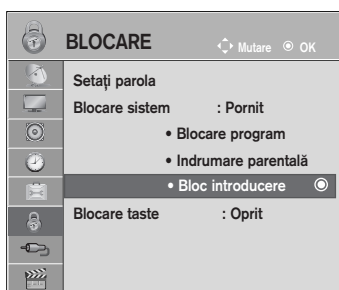 BLOCARE
Mutare OK
Setați parola
Blocare sistem : Pornit
• Blocare program
• Indrumare parentală
• Bloc introducere
Blocare taste : Oprit